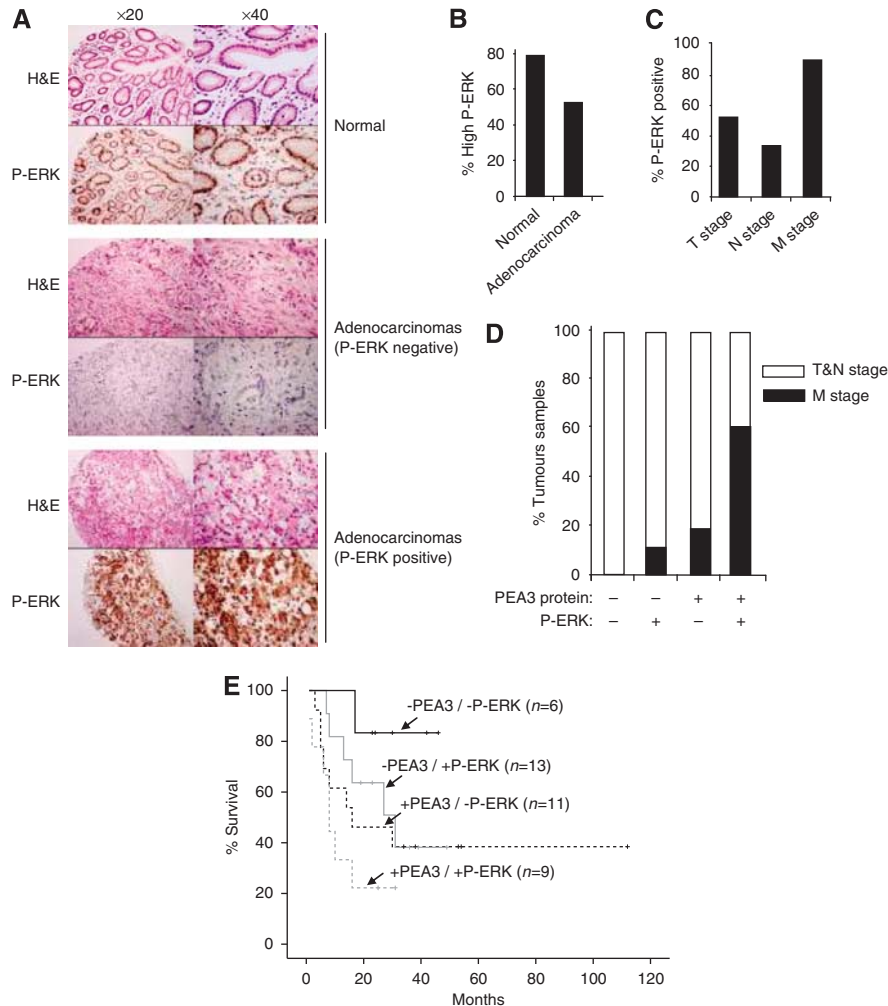 A
×20
×40
H&E
P-ERK
Normal
H&E
P-ERK
Adenocarcinomas
(P-ERK negative)
H&E
P-ERK
Adenocarcinomas
(P-ERK positive)
B
% High P-ERK
80
60
40
20
0
Normal
Adenocarcinoma
C
% P-ERK positive
100
80
60
40
20
0
T stage
N stage
M stage
D
% Tumours samples
100
80
60
40
20
0
T&N stage
M stage
PEA3 protein: – – + +
P-ERK: – + – +
E
% Survival
100
80
60
40
20
0
-PEA3 / -P-ERK (n=6)
-PEA3 / +P-ERK (n=13)
+PEA3 / -P-ERK (n=11)
+PEA3 / +P-ERK (n=9)
0 20 40 60 80 100 120
Months